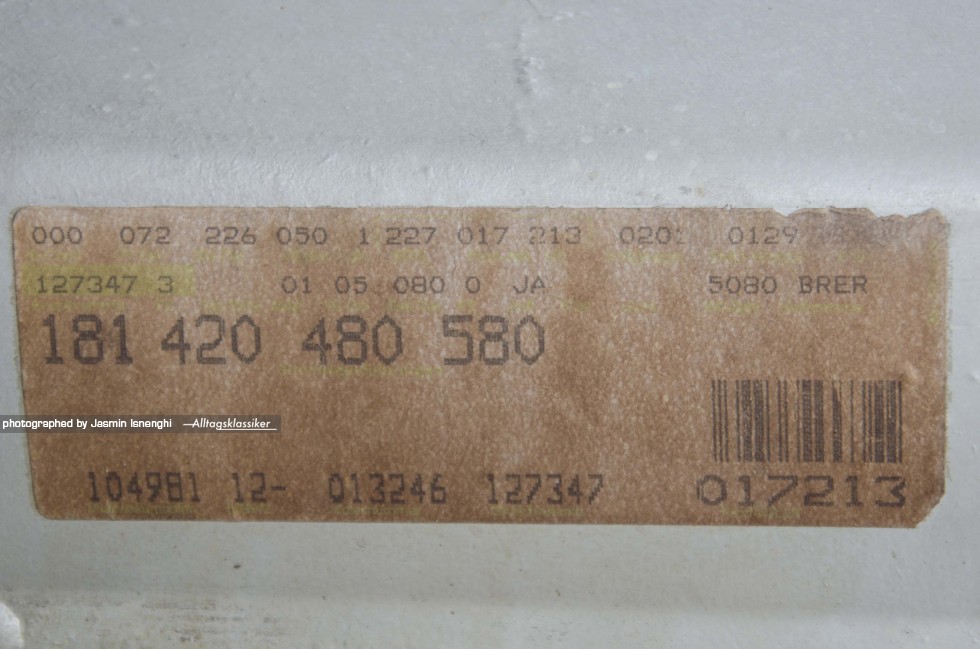 000 072 226 050 1 227 017 213 0201 0129
127347 3 01 05 080 0 JA 5080 BRER
181 420 480 580
photographed by Jasmin Isnenghi —Alltagsklassiker
104981 12- 013246 127347 017213